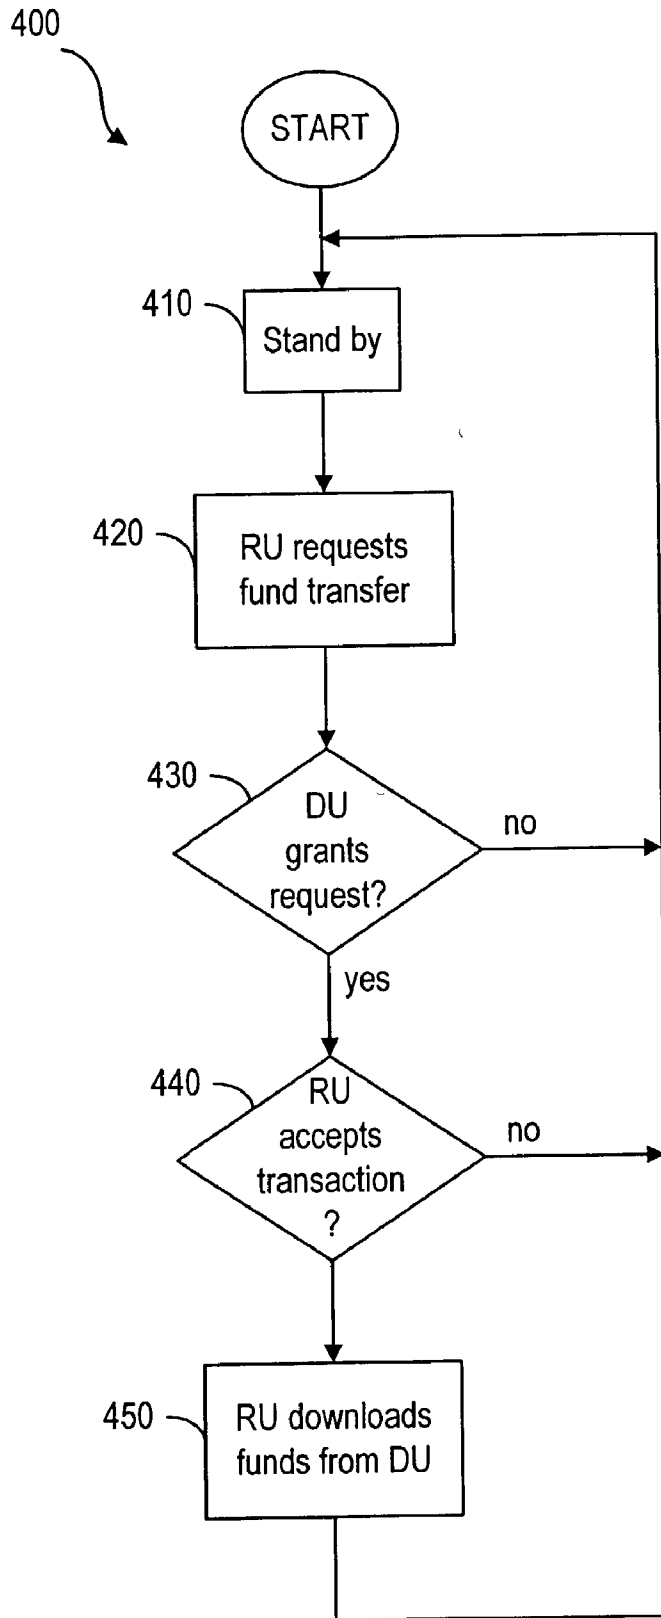 400
START
410
Stand by
420
RU requests
fund transfer
430
DU
grants
request?
no
yes
440
RU
accepts
transaction
?
no
450
RU downloads
funds from DU